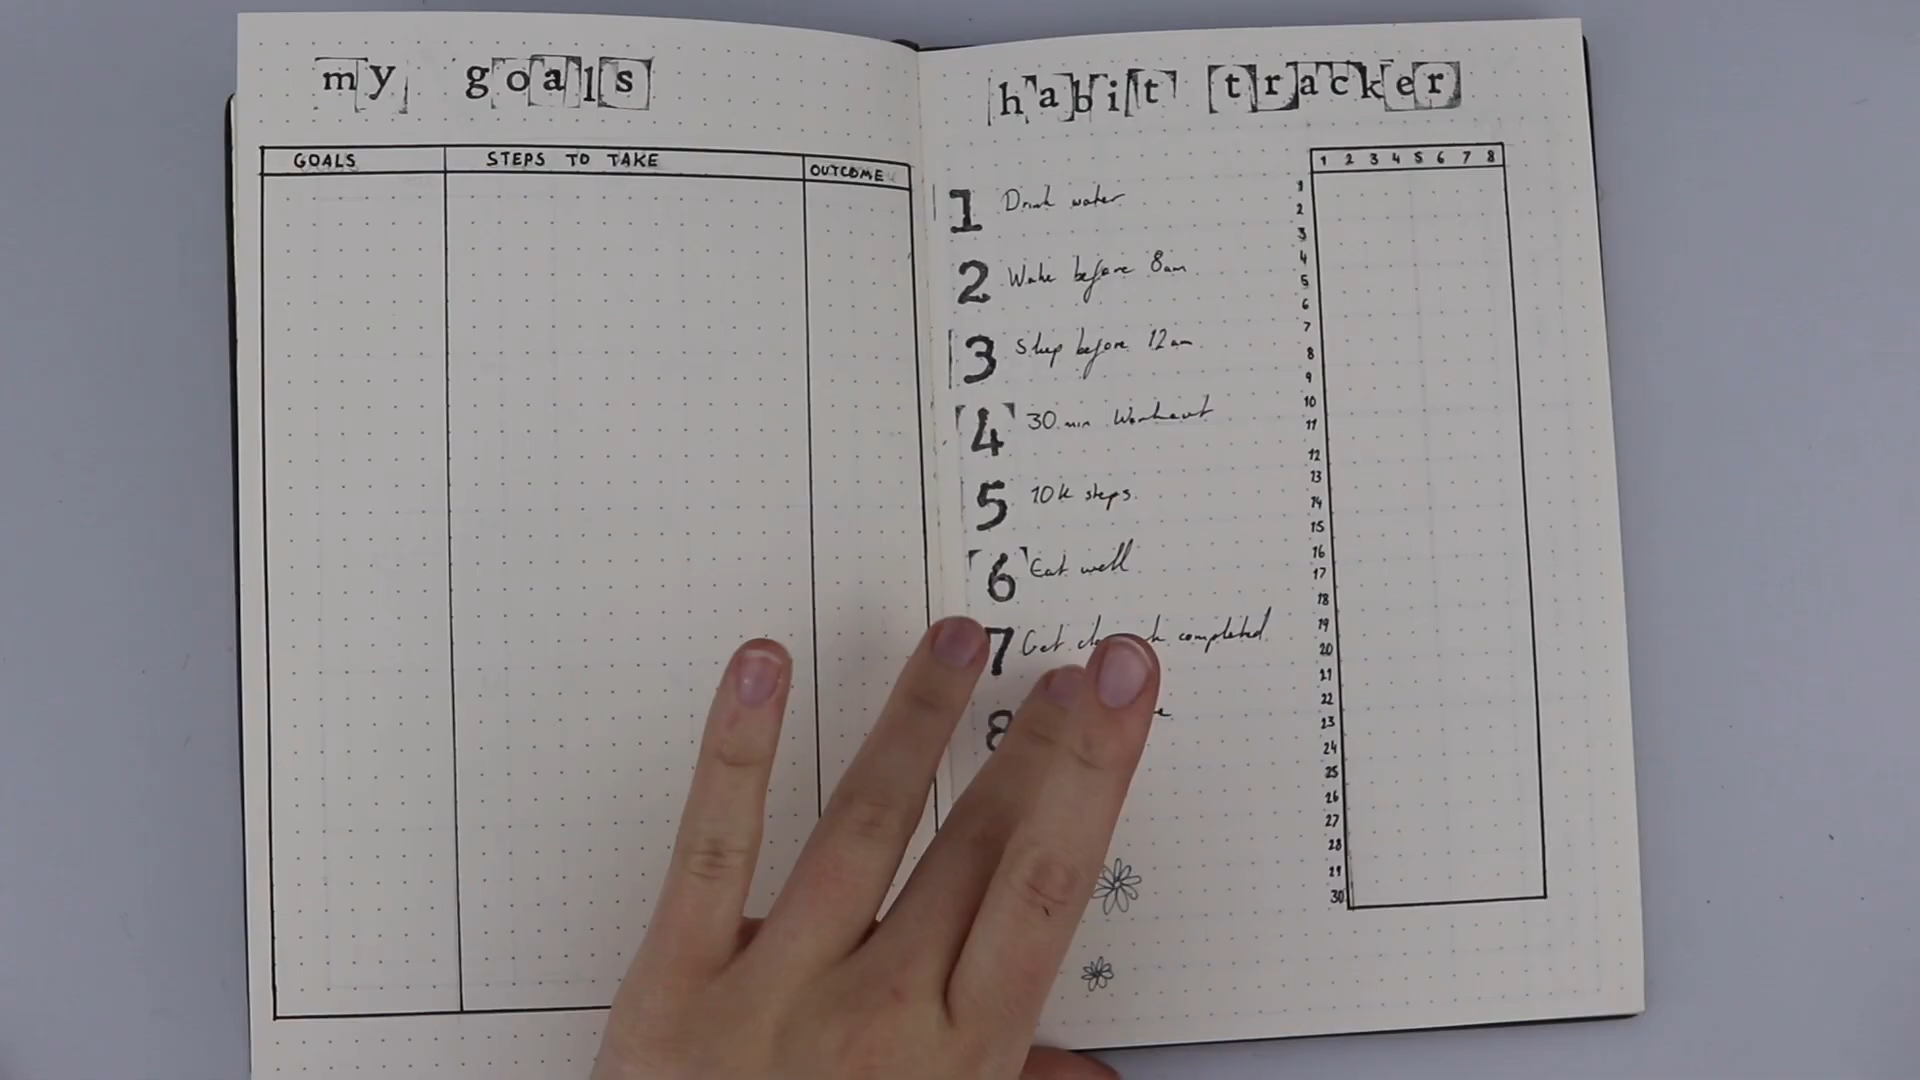 my goals
GOALS STEPS TO TAKE OUTCOME
habit tracker
1 Drink water
2 Wake before 8am
3 Sleep before 12am
4 30 min Workout
5 10k steps
6 Eat well
7 Get completed
8
1 2 3 4 5 6 7 8
1
2
3
4
5
6
7
8
9
10
11
12
13
14
15
16
17
18
19
20
21
22
23
24
25
26
27
28
29
30